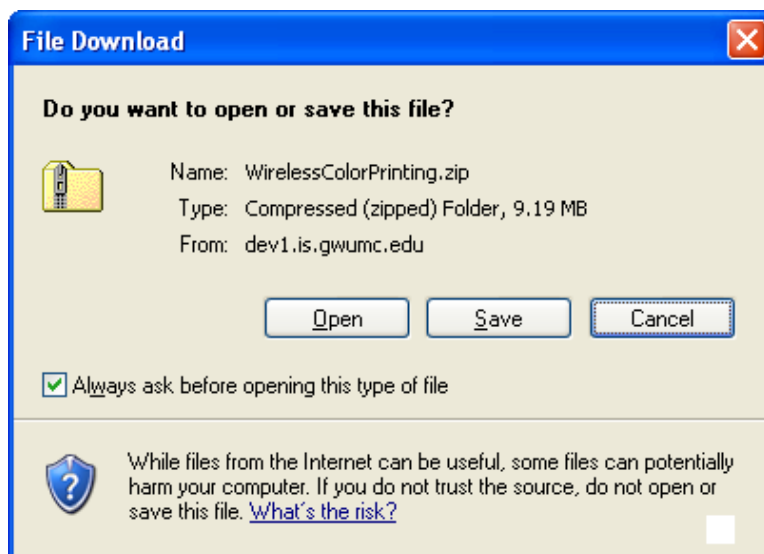 File Download
Do you want to open or save this file?
Name: WirelessColorPrinting.zip
Type: Compressed (zipped) Folder, 9.19 MB
From: dev1.is.gwumc.edu
Open Save Cancel
Always ask before opening this type of file
While files from the Internet can be useful, some files can potentially
harm your computer. If you do not trust the source, do not open or
save this file. What's the risk?